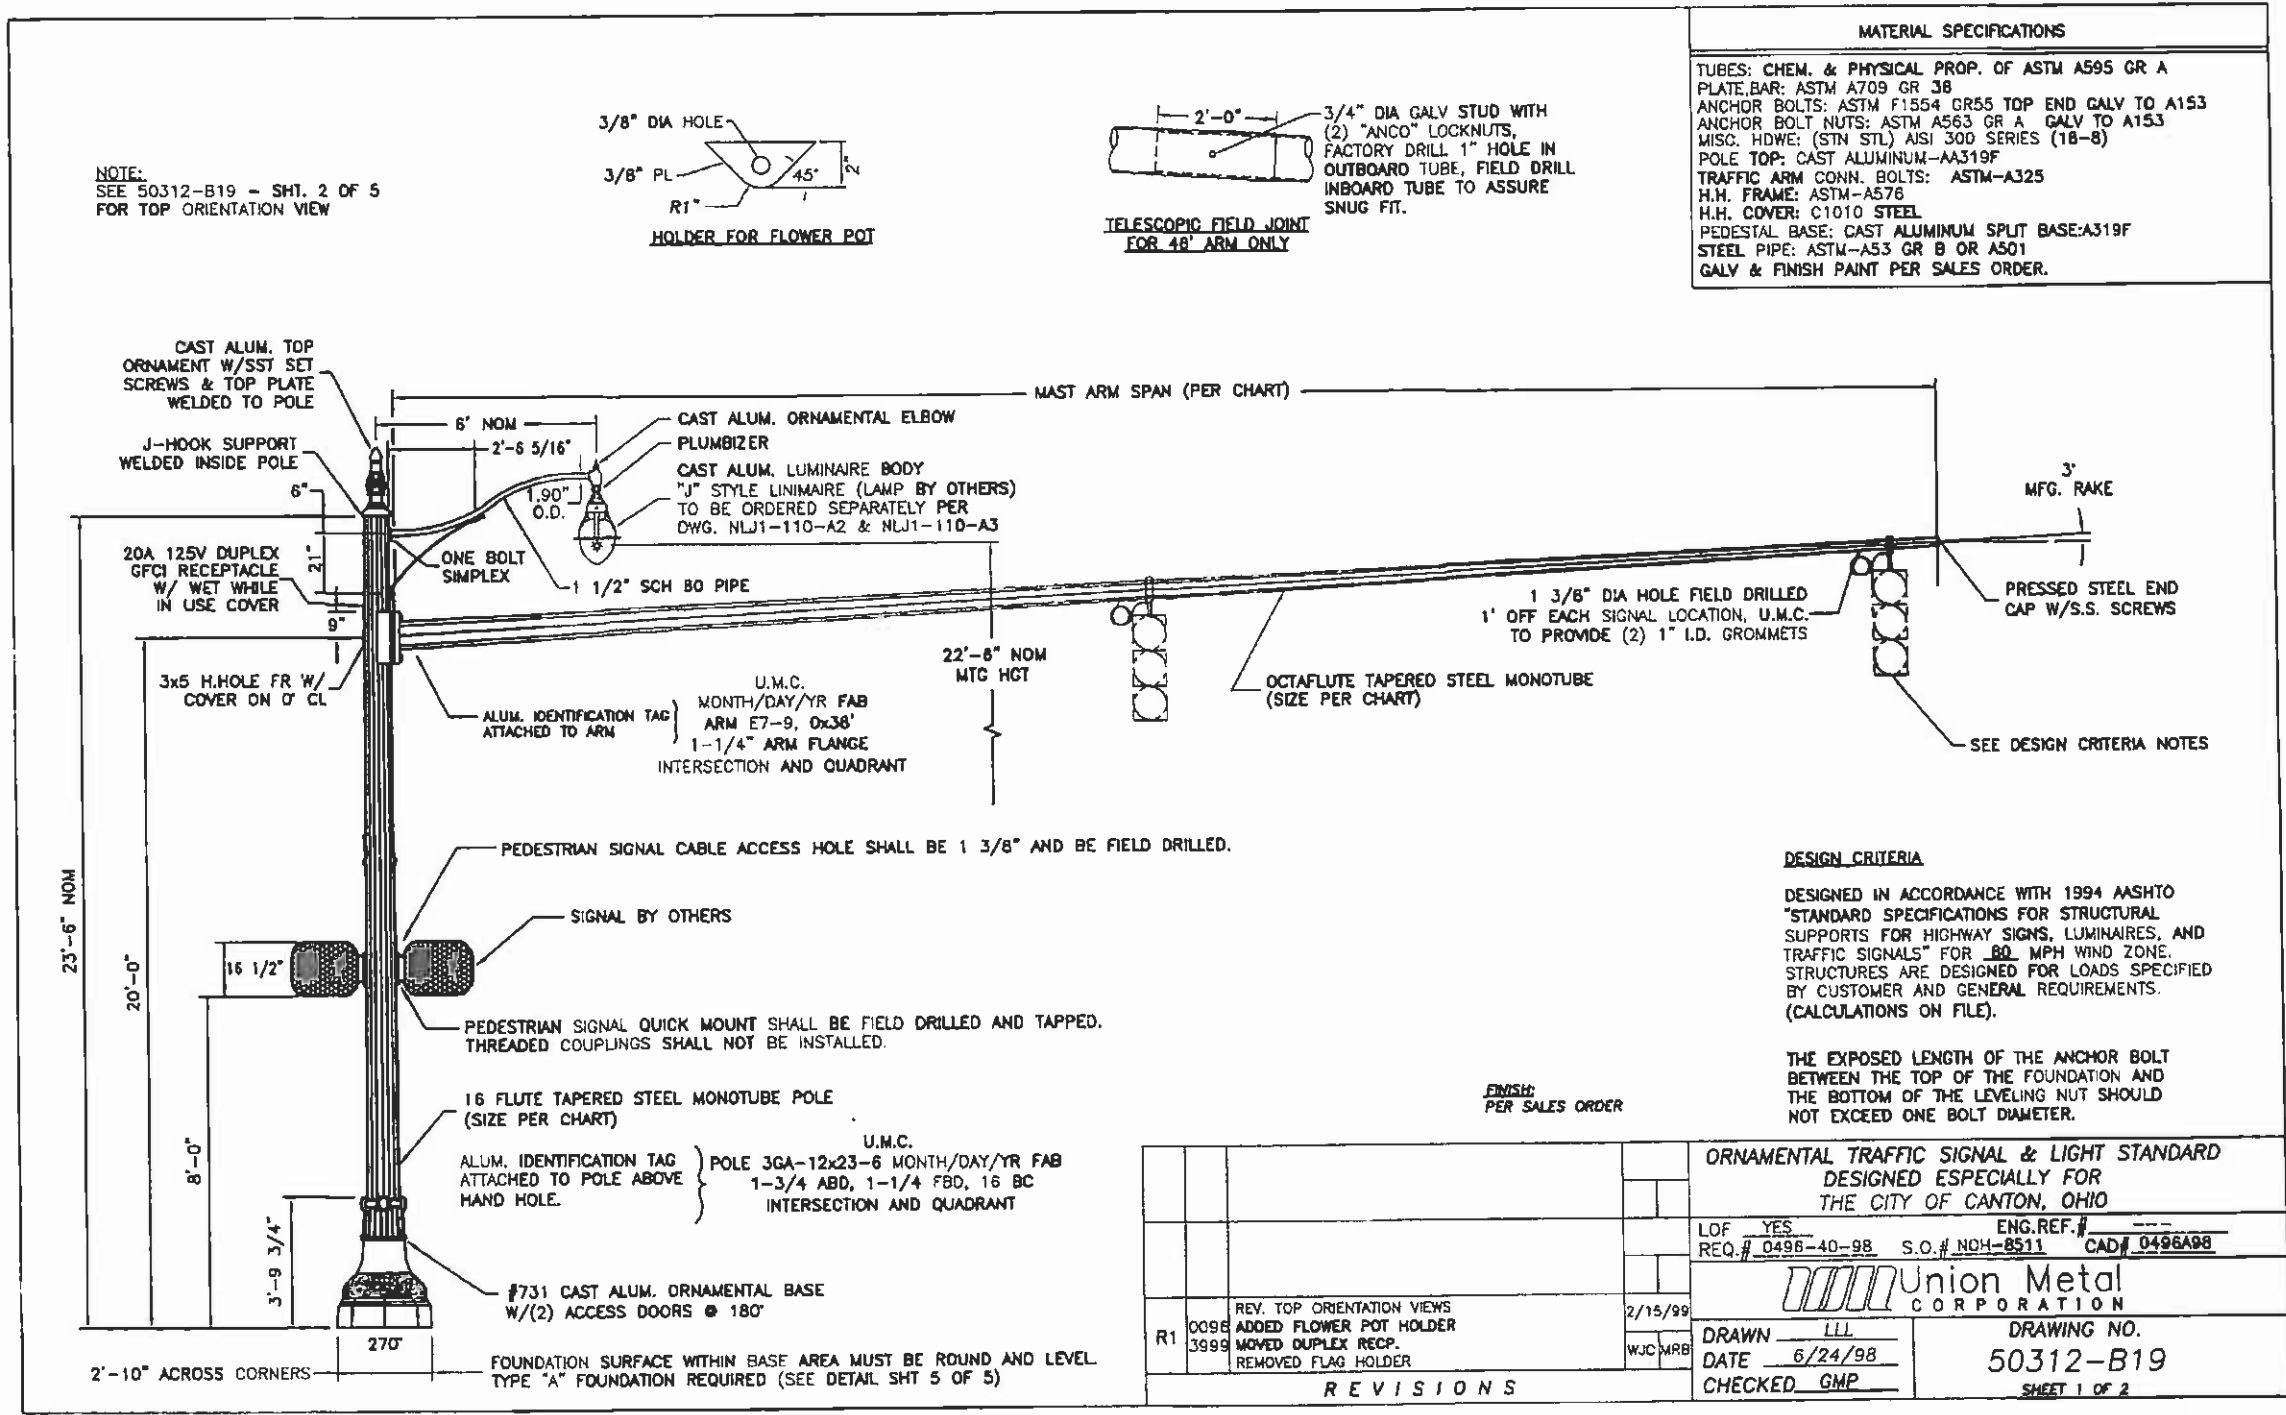 MATERIAL SPECIFICATIONS
TUBES: CHEM. & PHYSICAL PROP. OF ASTM A595 GR A
PLATE,BAR: ASTM A709 GR 36
ANCHOR BOLTS: ASTM F1554 GR55 TOP END GALV TO A153
ANCHOR BOLT NUTS: ASTM A563 GR A GALV TO A153
MISC. HDWE: (STN STL) AISI 300 SERIES (18-8)
POLE TOP: CAST ALUMINUM-AA319F
TRAFFIC ARM CONN. BOLTS: ASTM-A325
H.H. FRAME: ASTM-A576
H.H. COVER: C1010 STEEL
PEDESTAL BASE: CAST ALUMINUM SPLIT BASE:A319F
STEEL PIPE: ASTM-A53 GR B OR A501
GALV & FINISH PAINT PER SALES ORDER.
NOTE:
SEE 50312-B19 - SHT. 2 OF 5
FOR TOP ORIENTATION VIEW
3/8" DIA HOLE
3/8" PL
R1"
45°
2"
HOLDER FOR FLOWER POT
2'-0"
3/4" DIA GALV STUD WITH
(2) "ANCO" LOCKNUTS,
FACTORY DRILL 1" HOLE IN
OUTBOARD TUBE, FIELD DRILL
INBOARD TUBE TO ASSURE
SNUG FIT.
TELESCOPIC FIELD JOINT
FOR 48' ARM ONLY
CAST ALUM. TOP
ORNAMENT W/SST SET
SCREWS & TOP PLATE
WELDED TO POLE
J-HOOK SUPPORT
WELDED INSIDE POLE
6"
20A 125V DUPLEX
GFCI RECEPTACLE
W/ WET WHILE
IN USE COVER
21"
9"
3x5 H.HOLE FR W/
COVER ON 0° CL
MAST ARM SPAN (PER CHART)
6' NOM
2'-6 5/16"
CAST ALUM. ORNAMENTAL ELBOW
PLUMBIZER
CAST ALUM. LUMINAIRE BODY
"J" STYLE LINIMAIRE (LAMP BY OTHERS)
TO BE ORDERED SEPARATELY PER
DWG. NLJ1-110-A2 & NLJ1-110-A3
1.90"
O.D.
ONE BOLT
SIMPLEX
1 1/2" SCH 80 PIPE
3°
MFG. RAKE
PRESSED STEEL END
CAP W/S.S. SCREWS
1 3/8" DIA HOLE FIELD DRILLED
1' OFF EACH SIGNAL LOCATION, U.M.C.
TO PROVIDE (2) 1" I.D. GROMMETS
22'-6" NOM
MTG HGT
OCTAFLUTE TAPERED STEEL MONOTUBE
(SIZE PER CHART)
SEE DESIGN CRITERIA NOTES
ALUM. IDENTIFICATION TAG
ATTACHED TO ARM
U.M.C.
MONTH/DAY/YR FAB
ARM E7-9, 0x38'
1-1/4" ARM FLANGE
INTERSECTION AND QUADRANT
23'-6" NOM
20'-0"
PEDESTRIAN SIGNAL CABLE ACCESS HOLE SHALL BE 1 3/8" AND BE FIELD DRILLED.
SIGNAL BY OTHERS
16 1/2"
PEDESTRIAN SIGNAL QUICK MOUNT SHALL BE FIELD DRILLED AND TAPPED.
THREADED COUPLINGS SHALL NOT BE INSTALLED.
8'-0"
16 FLUTE TAPERED STEEL MONOTUBE POLE
(SIZE PER CHART)
ALUM. IDENTIFICATION TAG
ATTACHED TO POLE ABOVE
HAND HOLE.
U.M.C.
POLE 3GA-12x23-6 MONTH/DAY/YR FAB
1-3/4 ABD, 1-1/4 FBD, 16 BC
INTERSECTION AND QUADRANT
3'-9 3/4"
#731 CAST ALUM. ORNAMENTAL BASE
W/(2) ACCESS DOORS @ 180°
270°
2'-10" ACROSS CORNERS
FOUNDATION SURFACE WITHIN BASE AREA MUST BE ROUND AND LEVEL
TYPE "A" FOUNDATION REQUIRED (SEE DETAIL SHT 5 OF 5)
DESIGN CRITERIA
DESIGNED IN ACCORDANCE WITH 1994 AASHTO
"STANDARD SPECIFICATIONS FOR STRUCTURAL
SUPPORTS FOR HIGHWAY SIGNS, LUMINAIRES, AND
TRAFFIC SIGNALS" FOR 80 MPH WIND ZONE.
STRUCTURES ARE DESIGNED FOR LOADS SPECIFIED
BY CUSTOMER AND GENERAL REQUIREMENTS.
(CALCULATIONS ON FILE).
THE EXPOSED LENGTH OF THE ANCHOR BOLT
BETWEEN THE TOP OF THE FOUNDATION AND
THE BOTTOM OF THE LEVELING NUT SHOULD
NOT EXCEED ONE BOLT DIAMETER.
FINISH:
PER SALES ORDER
ORNAMENTAL TRAFFIC SIGNAL & LIGHT STANDARD
DESIGNED ESPECIALLY FOR
THE CITY OF CANTON, OHIO
LOF YES ENG.REF.# ---
REQ.# 0496-40-98 S.O.# NOH-8511 CAD# 0496A98
Union Metal
CORPORATION
DRAWN LLL
DATE 6/24/98
CHECKED GMP
DRAWING NO.
50312-B19
SHEET 1 OF 2
R1
0096
3999
REV. TOP ORIENTATION VIEWS
ADDED FLOWER POT HOLDER
MOVED DUPLEX RECP.
REMOVED FLAG HOLDER
2/15/99
WJC MRB
REVISIONS